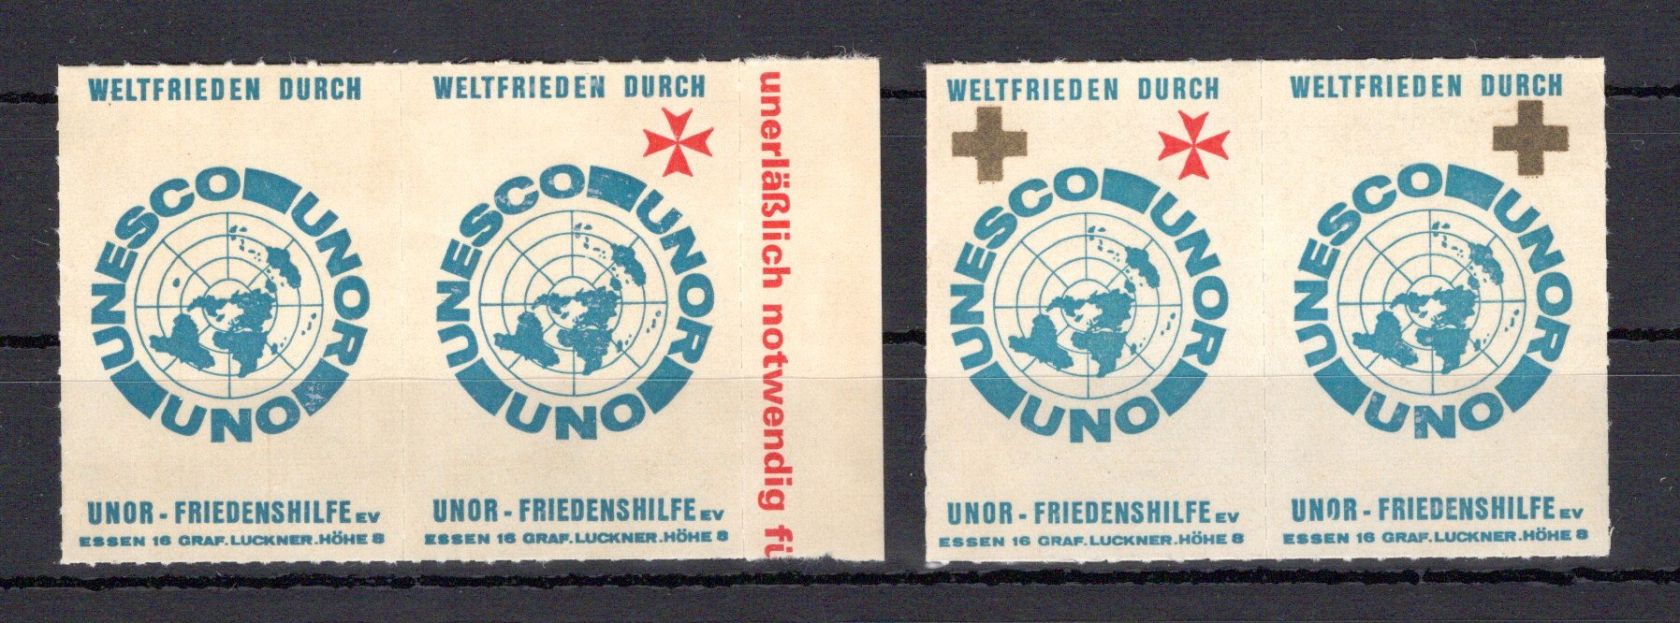 WELTFRIEDEN DURCH
UNESCO UNOR UNO
UNOR - FRIEDENSHILFE EV
ESSEN 16 GRAF.LUCKNER.HÖHE 8
WELTFRIEDEN DURCH
UNESCO UNOR UNO
UNOR - FRIEDENSHILFE EV
ESSEN 16 GRAF.LUCKNER.HÖHE 8
unerläßlich notwendig fü
WELTFRIEDEN DURCH
UNESCO UNOR UNO
UNOR - FRIEDENSHILFE EV
ESSEN 16 GRAF.LUCKNER.HÖHE 8
WELTFRIEDEN DURCH
UNESCO UNOR UNO
UNOR - FRIEDENSHILFE EV
ESSEN 16 GRAF.LUCKNER.HÖHE 8